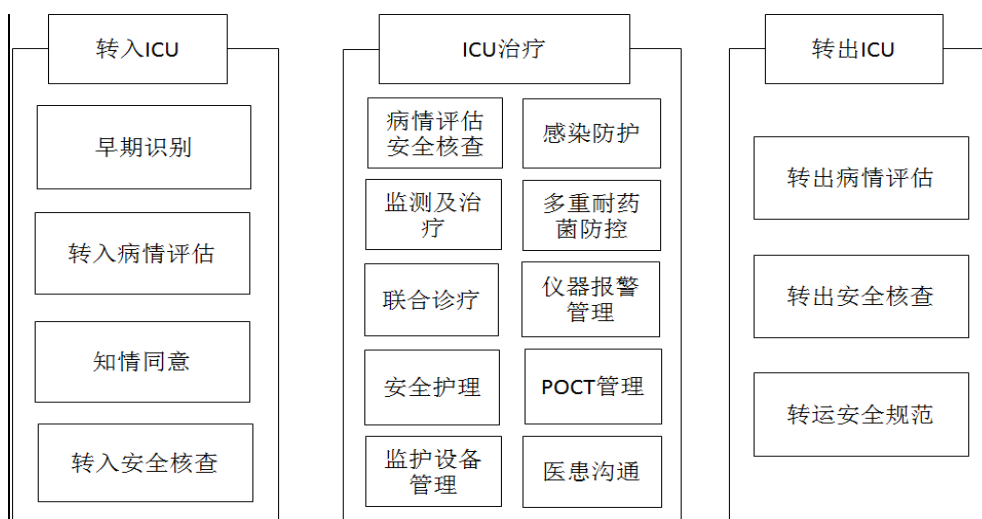 转入ICU
早期识别
转入病情评估
知情同意
转入安全核查
ICU治疗
病情评估
安全核查
感染防护
监测及治
疗
多重耐药
菌防控
联合诊疗
仪器报警
管理
安全护理
POCT管理
监护设备
管理
医患沟通
转出ICU
转出病情评估
转出安全核查
转运安全规范